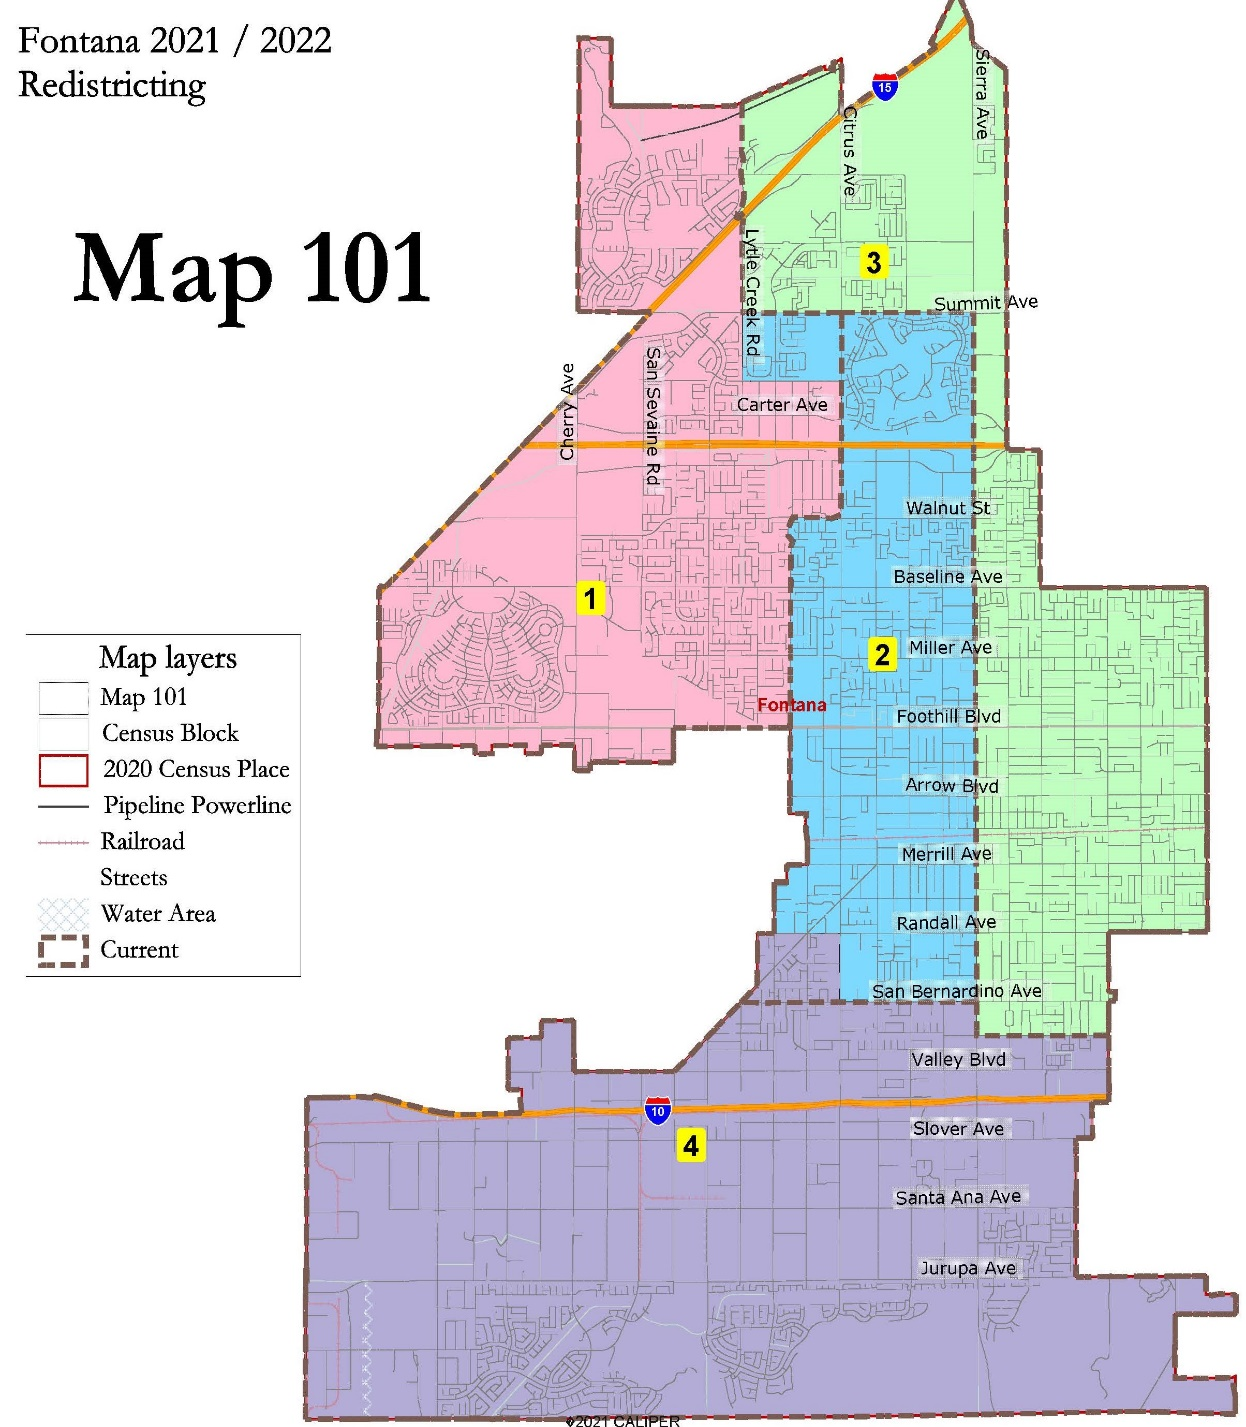 Fontana 2021 / 2022
Redistricting
Map 101
Sierra Ave
15
Citrus Ave
3
Lytle Creek Rd
Summit Ave
San Sevaine Rd
Cherry Ave
Carter Ave
Walnut St
Baseline Ave
1
2
Miller Ave
Fontana
Foothill Blvd
Arrow Blvd
Merrill Ave
Randall Ave
San Bernardino Ave
Valley Blvd
10
Slover Ave
4
Santa Ana Ave
Jurupa Ave
Map layers
Map 101
Census Block
2020 Census Place
Pipeline Powerline
Railroad
Streets
Water Area
Current
©2021 CALIPER